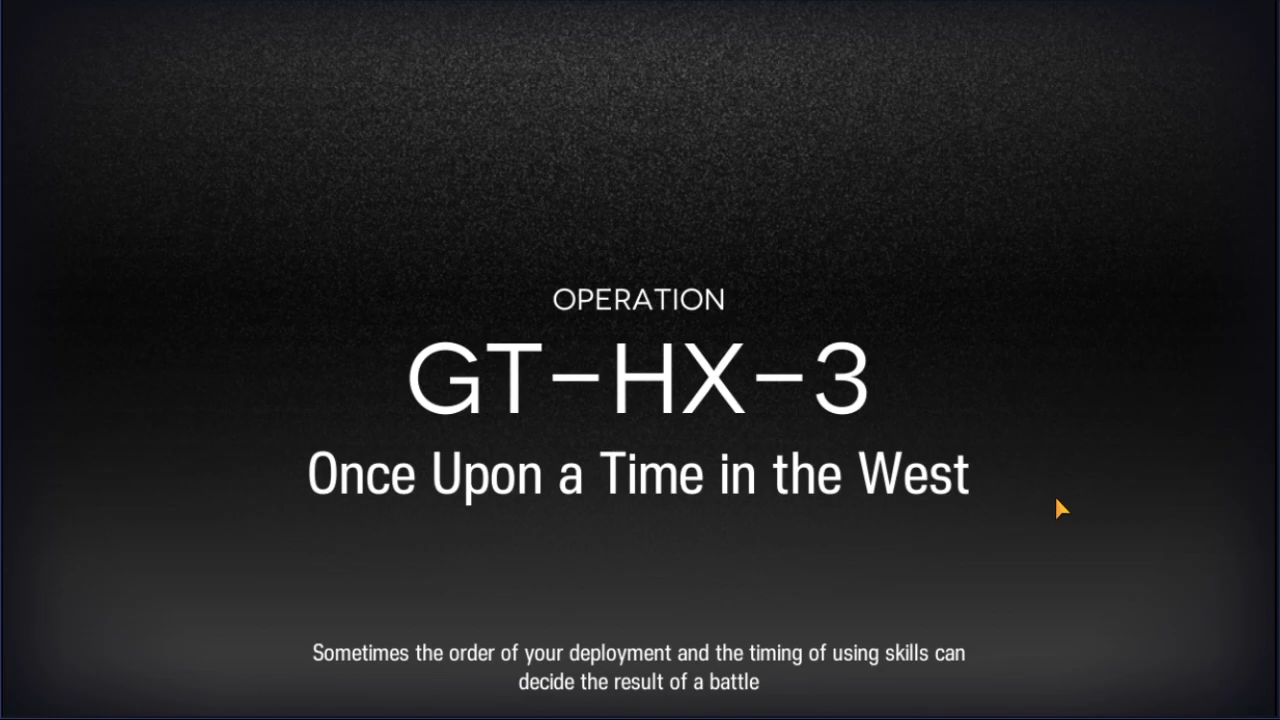 OPERATION
GT-HX-3
Once Upon a Time in the West
Sometimes the order of your deployment and the timing of using skills can
decide the result of a battle